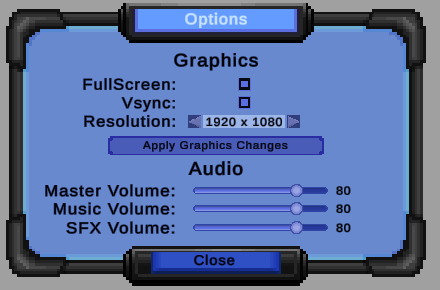 Options
Graphics
FullScreen:
Vsync:
Resolution: 1920 x 1080
Apply Graphics Changes
Audio
Master Volume: 80
Music Volume: 80
SFX Volume: 80
Close